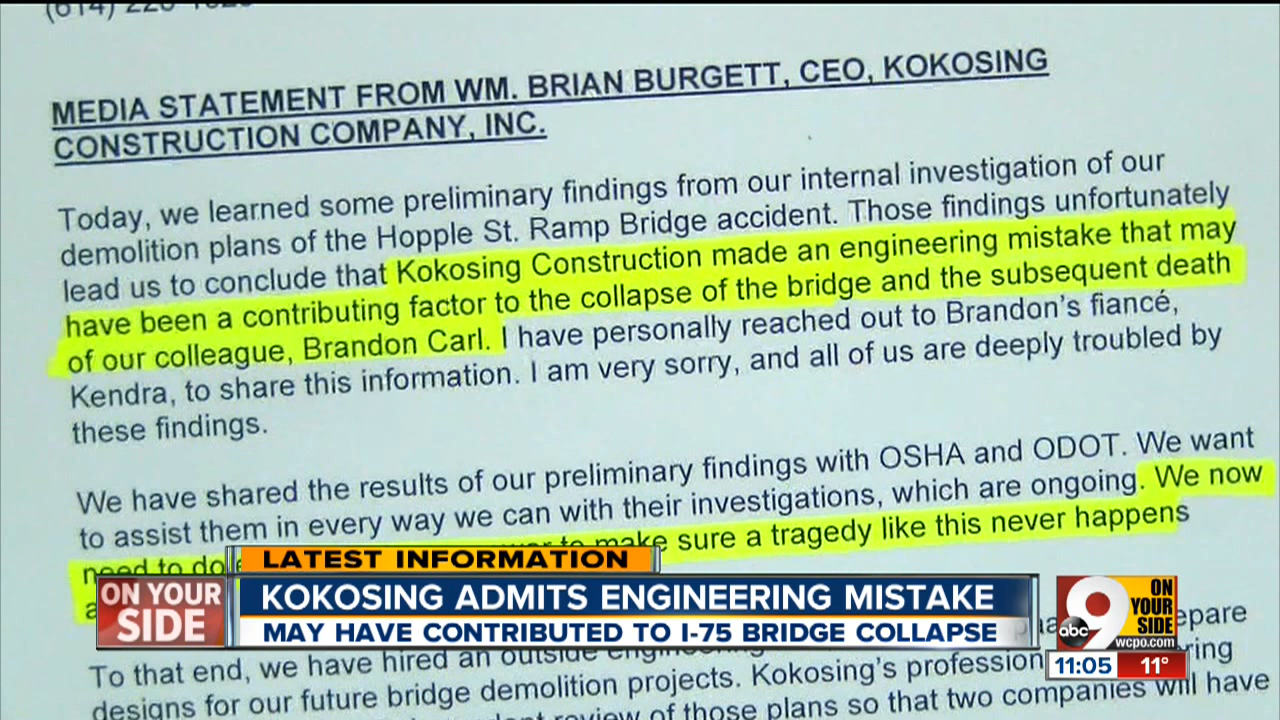 (614)
MEDIA STATEMENT FROM WM. BRIAN BURGETT, CEO, KOKOSING
CONSTRUCTION COMPANY, INC.
Today, we learned some preliminary findings from our internal investigation of our
demolition plans of the Hopple St. Ramp Bridge accident. Those findings unfortunately
lead us to conclude that Kokosing Construction made an engineering mistake that may
have been a contributing factor to the collapse of the bridge and the subsequent death
of our colleague, Brandon Carl. I have personally reached out to Brandon's fiancé,
Kendra, to share this information. I am very sorry, and all of us are deeply troubled by
these findings.
We have shared the results of our preliminary findings with OSHA and ODOT. We want
to assist them in every way we can with their investigations, which are ongoing. We now
need to do to make sure a tragedy like this never happens
LATEST INFORMATION
ON YOUR
SIDE
KOKOSING ADMITS ENGINEERING MISTAKE
MAY HAVE CONTRIBUTED TO I-75 BRIDGE COLLAPSE
abc 9 ON
YOUR
SIDE
wcpo.com
11:05 11°
To that end, we have hired an outside
designs for our future bridge demolition projects. Kokosing's
review of those plans so that two companies will have